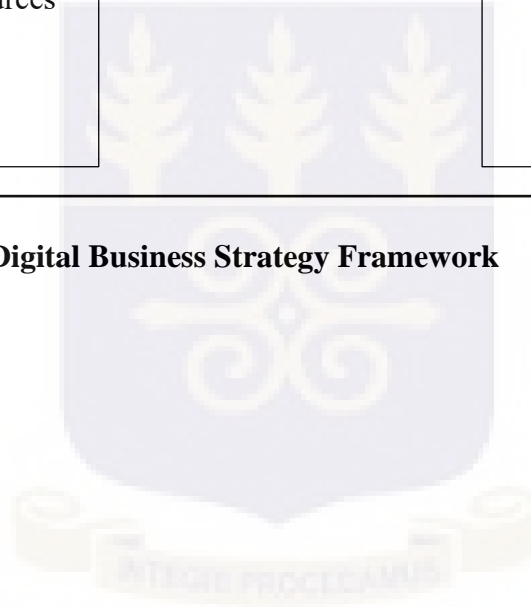 urces
Digital Business Strategy Framework
INTEGRI PROCEDAMUS